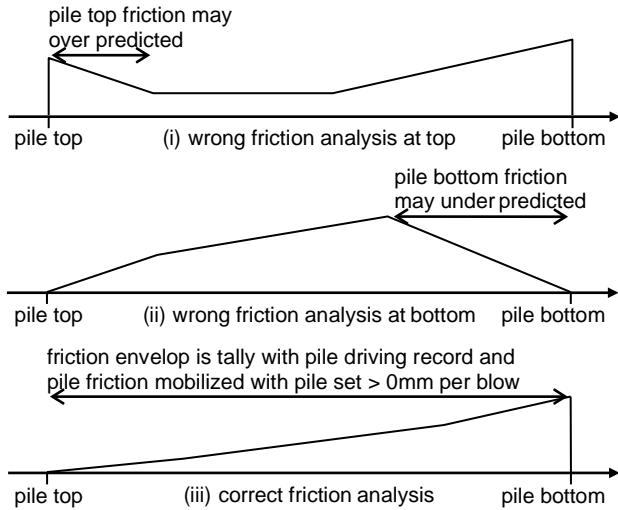 pile top friction may
over predicted
pile top (i) wrong friction analysis at top pile bottom
pile bottom friction
may under predicted
pile top (ii) wrong friction analysis at bottom pile bottom
friction envelop is tally with pile driving record and
pile friction mobilized with pile set > 0mm per blow
pile top (iii) correct friction analysis pile bottom